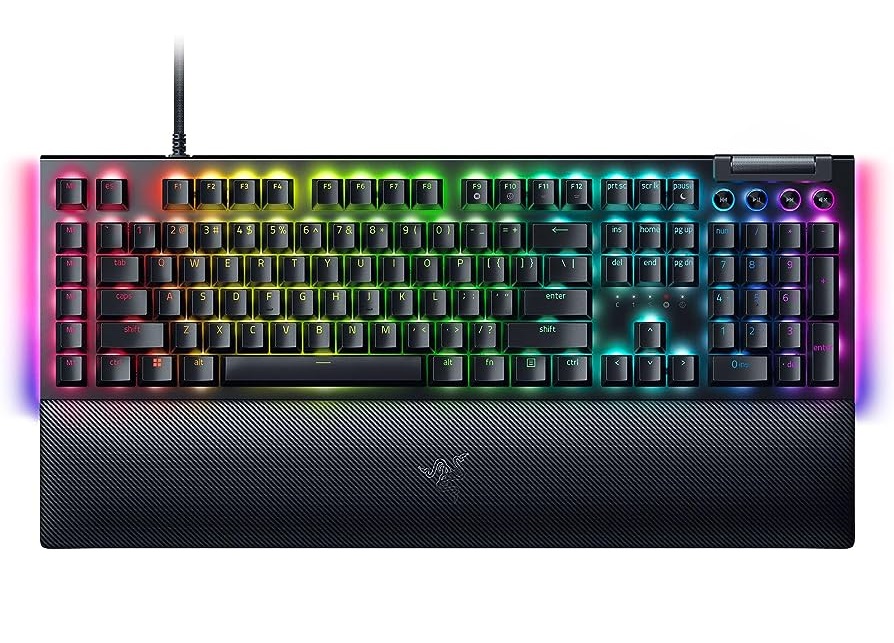 M es F1 F2 F3 F4 F5 F6 F7 F8 F9 F10 F11 F12 prt sc scr lk paus
M ` 1! 2@ 3# 4$ 5% 6^ 7& 8* 9( 0) -_ =+ ← ins home pg up num / * -
M tab Q W E R T Y U I O P [{ ]} \| del end pg dn 7 8 9 +
M caps A S D F G H J K L ;: '" enter 4 5 6
M shift Z X C V B N M ,< .> /? shift ^ 1 2 3 enter
M ctrl alt alt fn ctrl < v > 0 ins . del